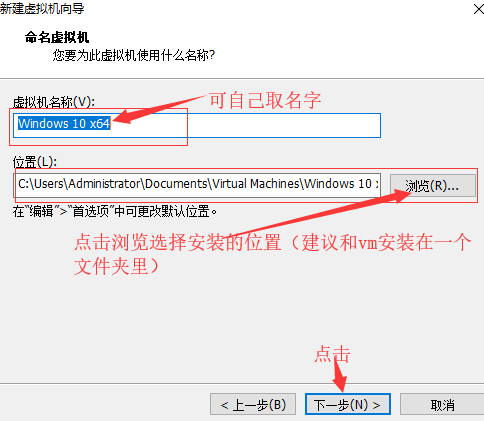 新建虚拟机向导
命名虚拟机
您要为此虚拟机使用什么名称?
虚拟机名称(V):
可自己取名字
Windows 10 x64
位置(L):
C:\Users\Administrator\Documents\Virtual Machines\Windows 10 x
浏览(R)...
在“编辑”>“首选项”中可更改默认位置。
点击浏览选择安装的位置（建议和vm安装在一个
文件夹里）
点击
< 上一步(B)
下一步(N) >
取消